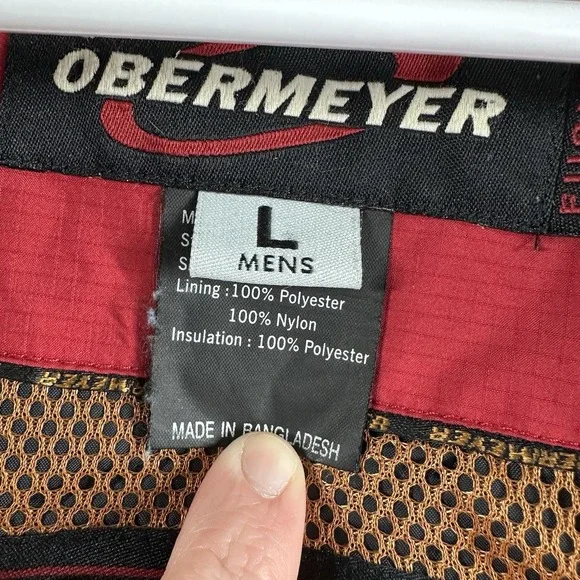 OBERMEYER
L
MENS
Lining :100% Polyester
100% Nylon
Insulation : 100% Polyester
MADE IN BANGLADESH